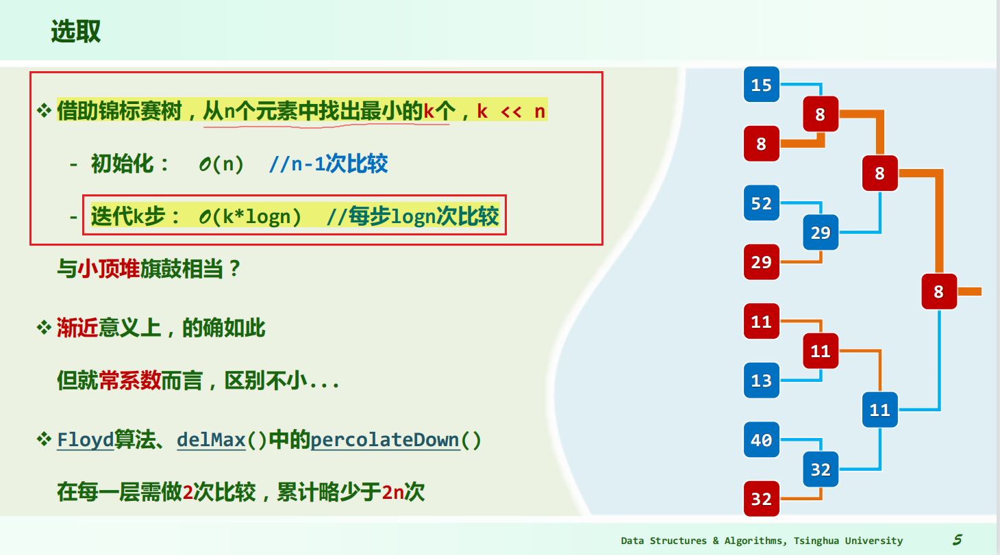 选取
❖ 借助锦标赛树，从n个元素中找出最小的k个，k << n
- 初始化： O(n) //n-1次比较
- 迭代k步： O(k*logn) //每步logn次比较
与小顶堆旗鼓相当？
❖ 渐近意义上，的确如此
但就常系数而言，区别不小...
❖ Floyd算法、delMax()中的percolateDown()
在每一层需做2次比较，累计略少于2n次
15
8
8
8
52
29
29
8
11
11
13
11
40
32
32
Data Structures & Algorithms, Tsinghua University
5